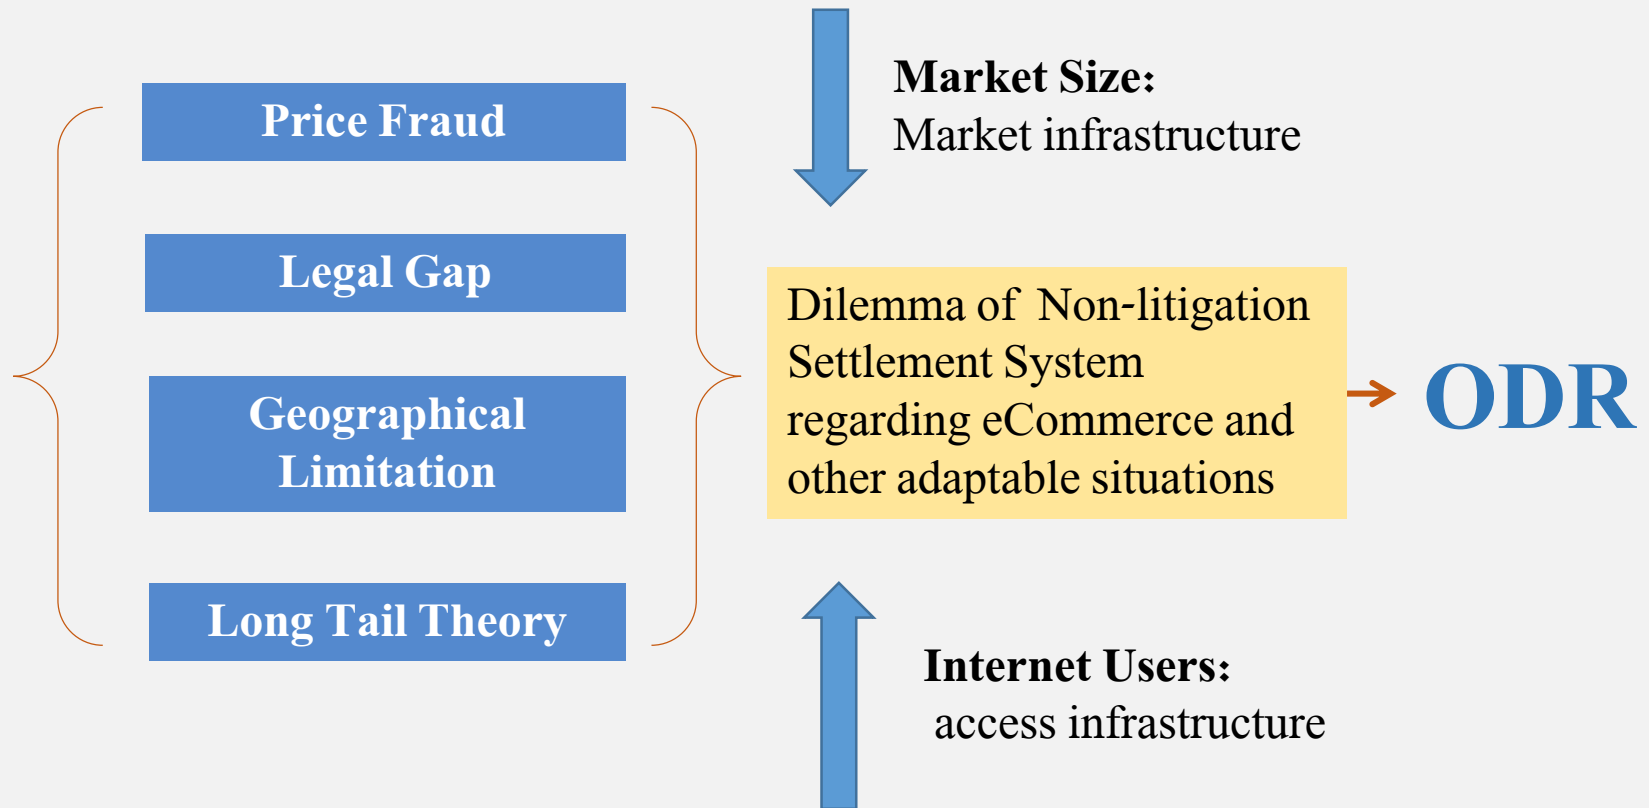 Price Fraud
Legal Gap
Geographical
Limitation
Long Tail Theory
Market Size：
Market infrastructure
Dilemma of Non-litigation
Settlement System
regarding eCommerce and
other adaptable situations
ODR
Internet Users：
access infrastructure